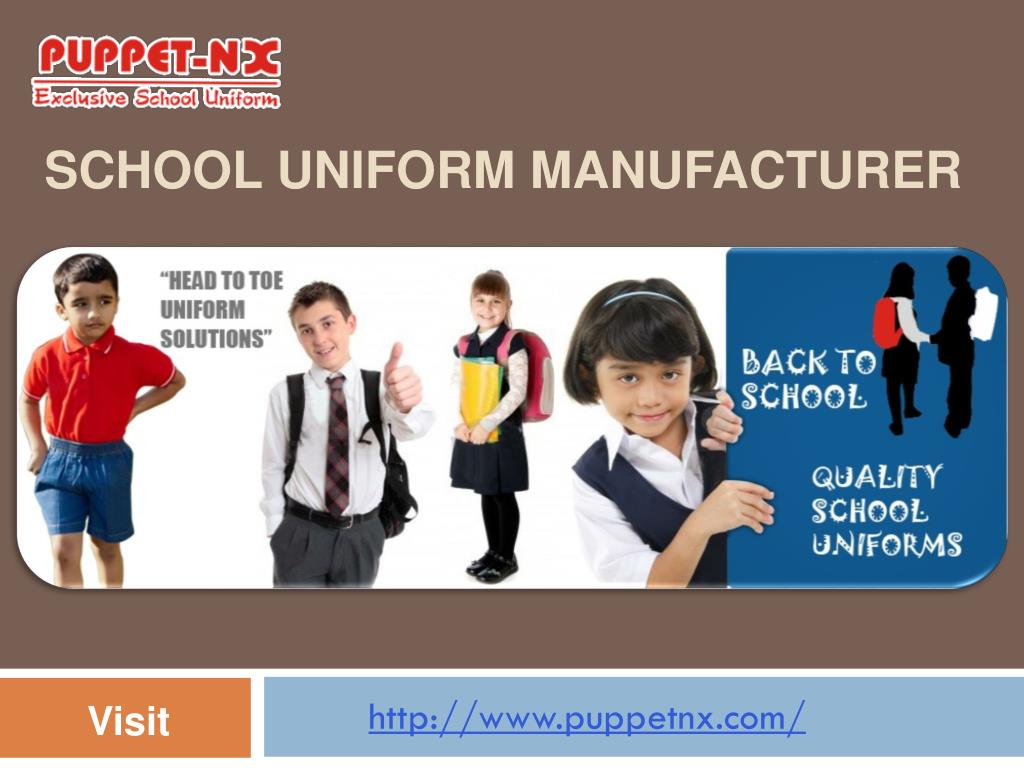 PUPPET-NX
Exclusive School Uniform
SCHOOL UNIFORM MANUFACTURER
“HEAD TO TOE
UNIFORM
SOLUTIONS”
BACK TO
SCHOOL
QUALITY
SCHOOL
UNIFORMS
Visit
http://www.puppetnx.com/